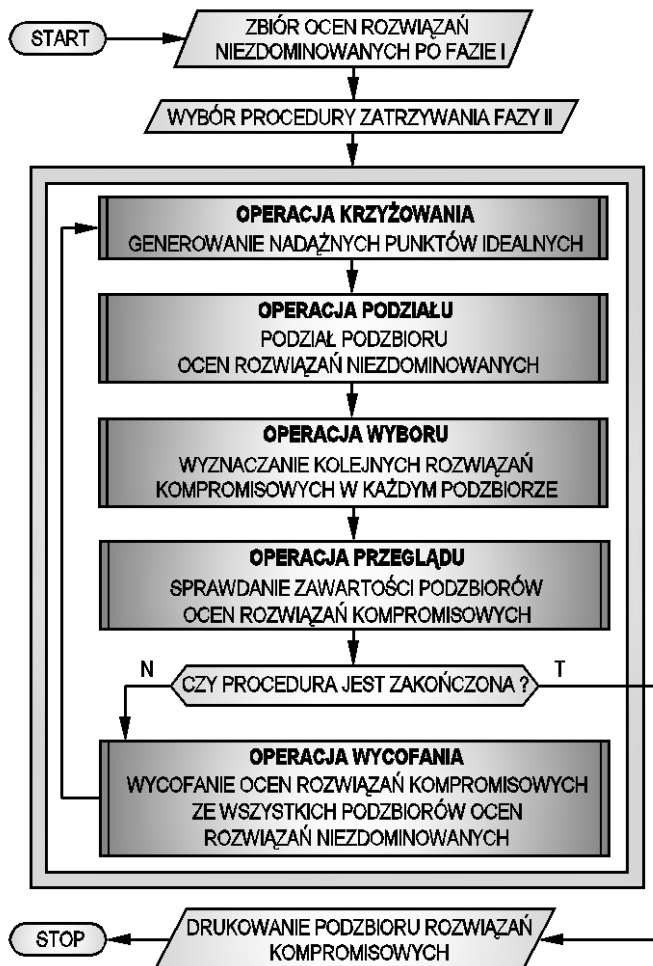 START
ZBIÓR OCEN ROZWIĄZAŃ
NIEZDOMINOWANYCH PO FAZIE I
WYBÓR PROCEDURY ZATRZYWANIA FAZY II
OPERACJA KRZYŻOWANIA
GENEROWANIE NADĄŻNYCH PUNKTÓW IDEALNYCH
OPERACJA PODZIAŁU
PODZIAŁ PODZBIORU
OCEN ROZWIĄZAŃ NIEZDOMINOWANYCH
OPERACJA WYBORU
WYZNACZANIE KOLEJNYCH ROZWIĄZAŃ
KOMPROMISOWYCH W KAŻDYM PODZBIORZE
OPERACJA PRZEGLĄDU
SPRAWDANIE ZAWARTOŚCI PODZBIORÓW
OCEN ROZWIĄZAŃ KOMPROMISOWYCH
N
CZY PROCEDURA JEST ZAKOŃCZONA ?
T
OPERACJA WYCOFANIA
WYCOFANIE OCEN ROZWIĄZAŃ KOMPROMISOWYCH
ZE WSZYSTKICH PODZBIORÓW OCEN
ROZWIĄZAŃ NIEZDOMINOWANYCH
STOP
DRUKOWANIE PODZBIORU ROZWIĄZAŃ
KOMPROMISOWYCH